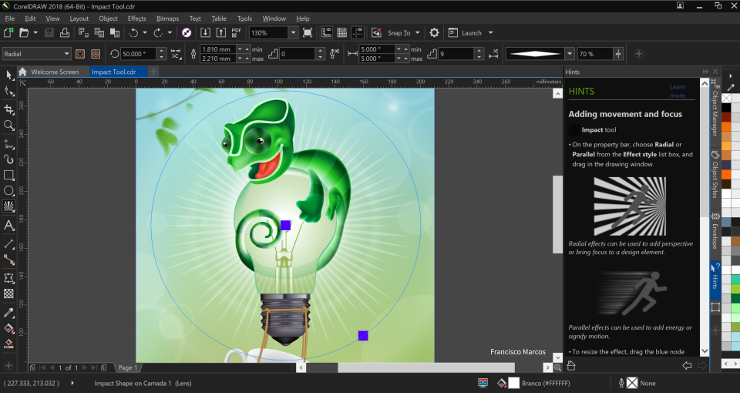 CorelDRAW 2018 (64-Bit) - Impact Tool.cdr
File Edit View Layout Object Effects Bitmaps Text Table Tools Window Help
PDF 130% Snap To Launch
Radial 50.000 ° 1.810 mm min 0 5.000 ° min 9 70 %
2.210 mm max 5.000 ° max
Welcome Screen Impact Tool.cdr
millimeters
Hints
HINTS
Learn
more
Adding movement and focus
Impact tool
• On the property bar, choose Radial or
Parallel from the Effect style list box, and
drag in the drawing window.
Radial effects can be used to add perspective
or bring focus to a design element.
Parallel effects can be used to add energy or
signify motion.
• To resize the effect, drag the blue node
Object Manager
Object Styles
Envelope
Hints
Francisco Marcos
1 of 1 Page 1
( 227.333, 213.032 ) Impact Shape on Camada 1 (Lens) Branco (#FFFFFF) None